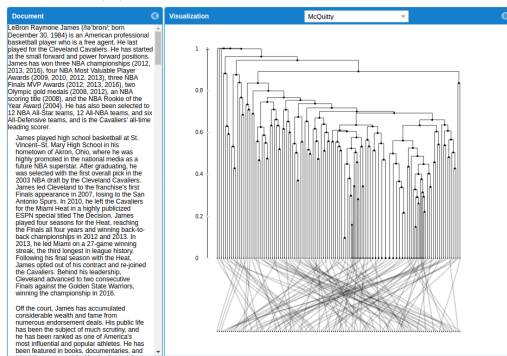 Document
Visualization
McQuitty
LeBron Raymone James (/lə'brɒn/; born
December 30, 1984) is an American professional
basketball player who is a free agent. He last
played for the Cleveland Cavaliers. He has started
at the small forward and power forward positions.
James has won three NBA championships (2012,
2013, 2016), four NBA Most Valuable Player
Awards (2009, 2010, 2012, 2013), three NBA
Finals MVP Awards (2012, 2013, 2016), two
Olympic gold medals (2008, 2012), an NBA
scoring title (2008), and the NBA Rookie of the
Year Award (2004). He has also been selected to
12 NBA All-Star teams, 12 All-NBA teams, and six
All-Defensive teams, and is the Cavaliers' all-time
leading scorer.
James played high school basketball at St.
Vincent–St. Mary High School in his
hometown of Akron, Ohio, where he was
highly promoted in the national media as a
future NBA superstar. After graduating, he
was selected with the first overall pick in the
2003 NBA draft by the Cleveland Cavaliers.
James led Cleveland to the franchise's first
Finals appearance in 2007, losing to the San
Antonio Spurs. In 2010, he left the Cavaliers
for the Miami Heat in a highly publicized
ESPN special titled The Decision. James
played four seasons for the Heat, reaching
the Finals all four years and winning back-to-
back championships in 2012 and 2013. In
2013, he led Miami on a 27-game winning
streak, the third longest in league history.
Following his final season with the Heat,
James opted out of his contract and re-joined
the Cavaliers. Behind his leadership,
Cleveland advanced to two consecutive
Finals against the Golden State Warriors,
winning the championship in 2016.
Off the court, James has accumulated
considerable wealth and fame from
numerous endorsement deals. His public life
has been the subject of much scrutiny, and
he has been ranked as one of America's
most influential and popular athletes. He has
been featured in books, documentaries, and
1
0.8
0.6
0.4
0.2
0